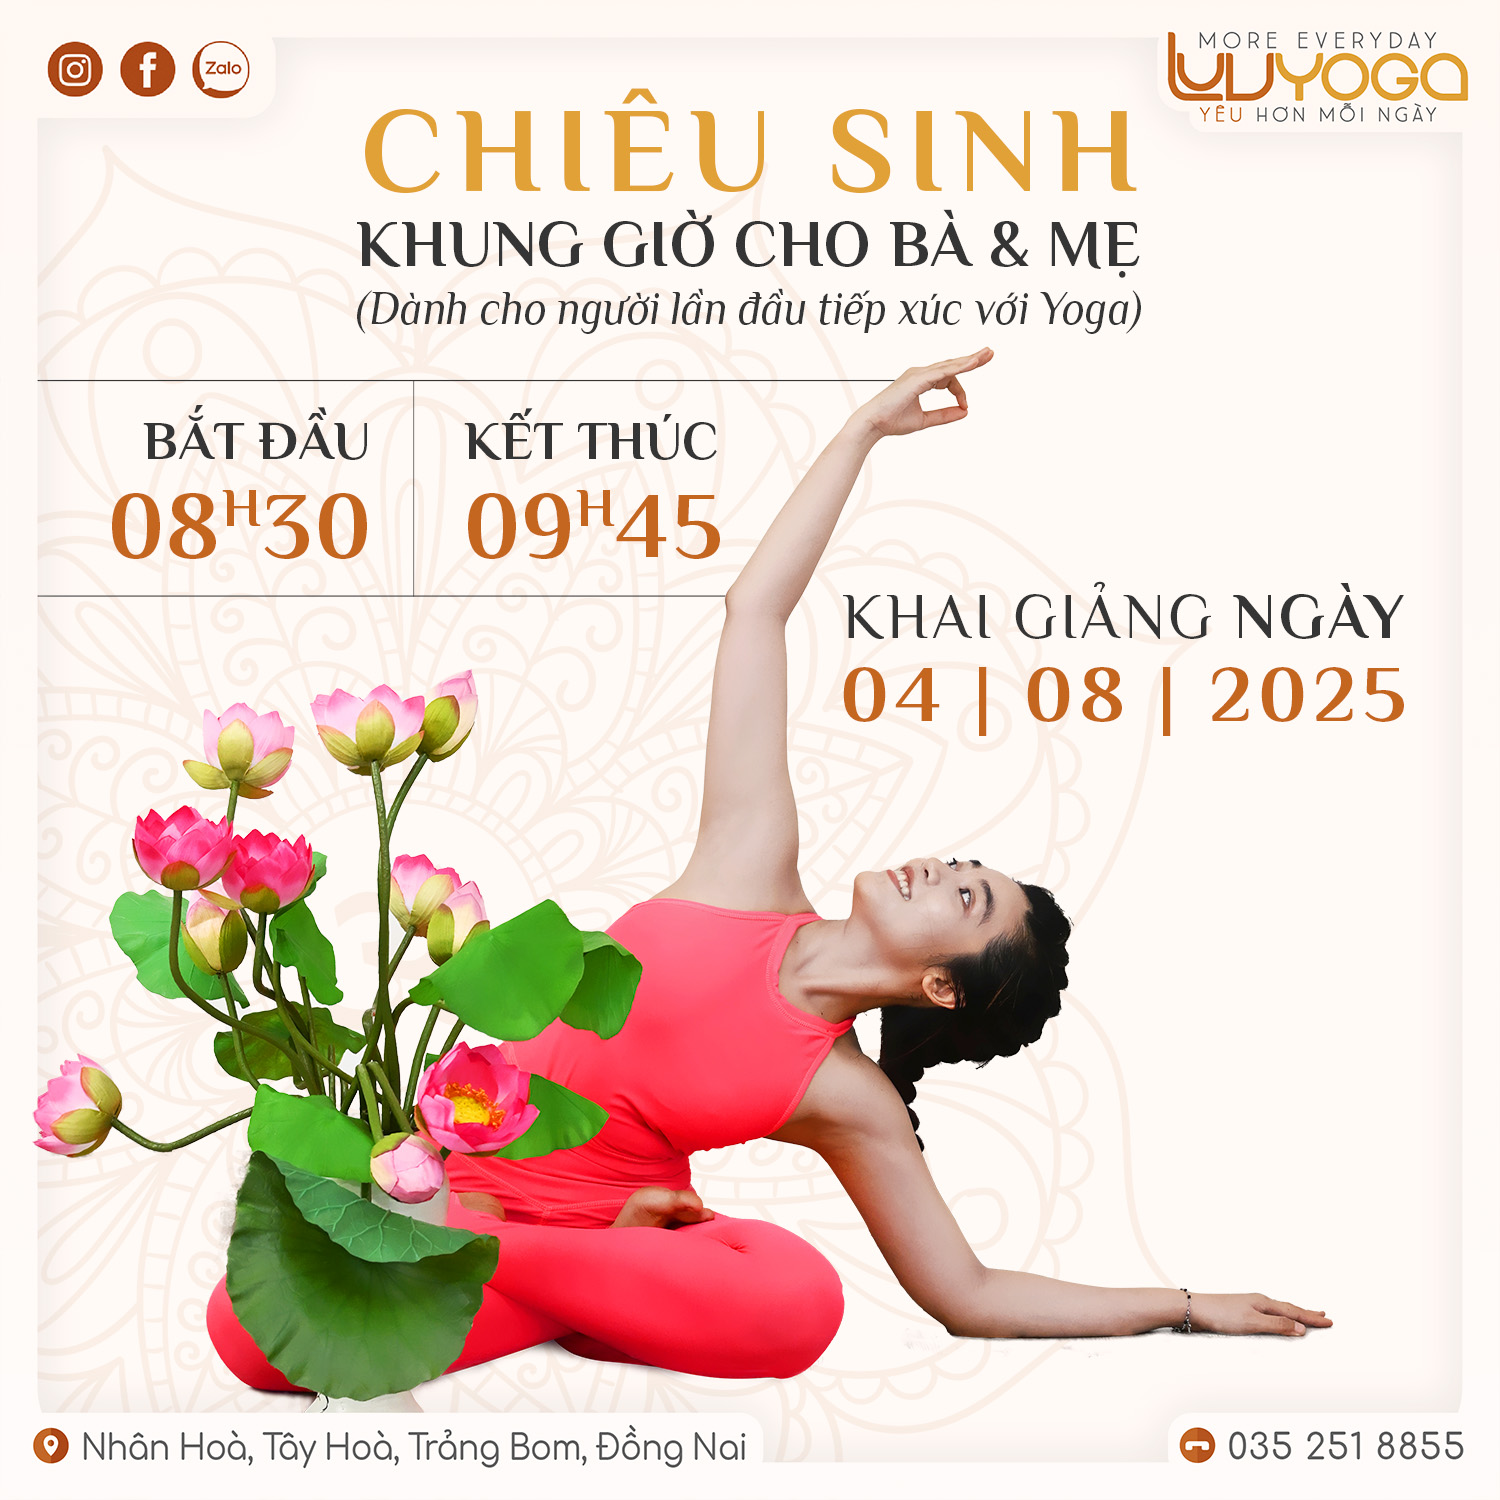 Zalo
MORE EVERYDAY
LUVYOGA
YÊU HƠN MỖI NGÀY
CHIÊU SINH
KHUNG GIỜ CHO BÀ & MẸ
(Dành cho người lần đầu tiếp xúc với Yoga)
BẮT ĐẦU
08H30
KẾT THÚC
09H45
KHAI GIẢNG NGÀY
04 | 08 | 2025
Nhân Hoà, Tây Hoà, Trảng Bom, Đồng Nai
035 251 8855